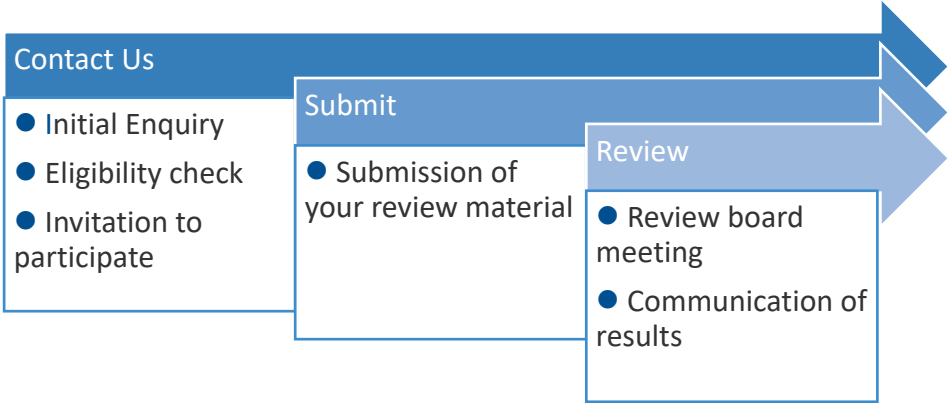 Contact Us
● Initial Enquiry
● Eligibility check
● Invitation to
participate
Submit
● Submission of
your review material
Review
● Review board
meeting
● Communication of
results